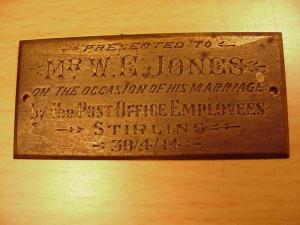 PRESENTED TO
MR W.E. JONES
ON THE OCCASION OF HIS MARRIAGE
by the POST OFFICE EMPLOYEES
STIRLING
30/4/14